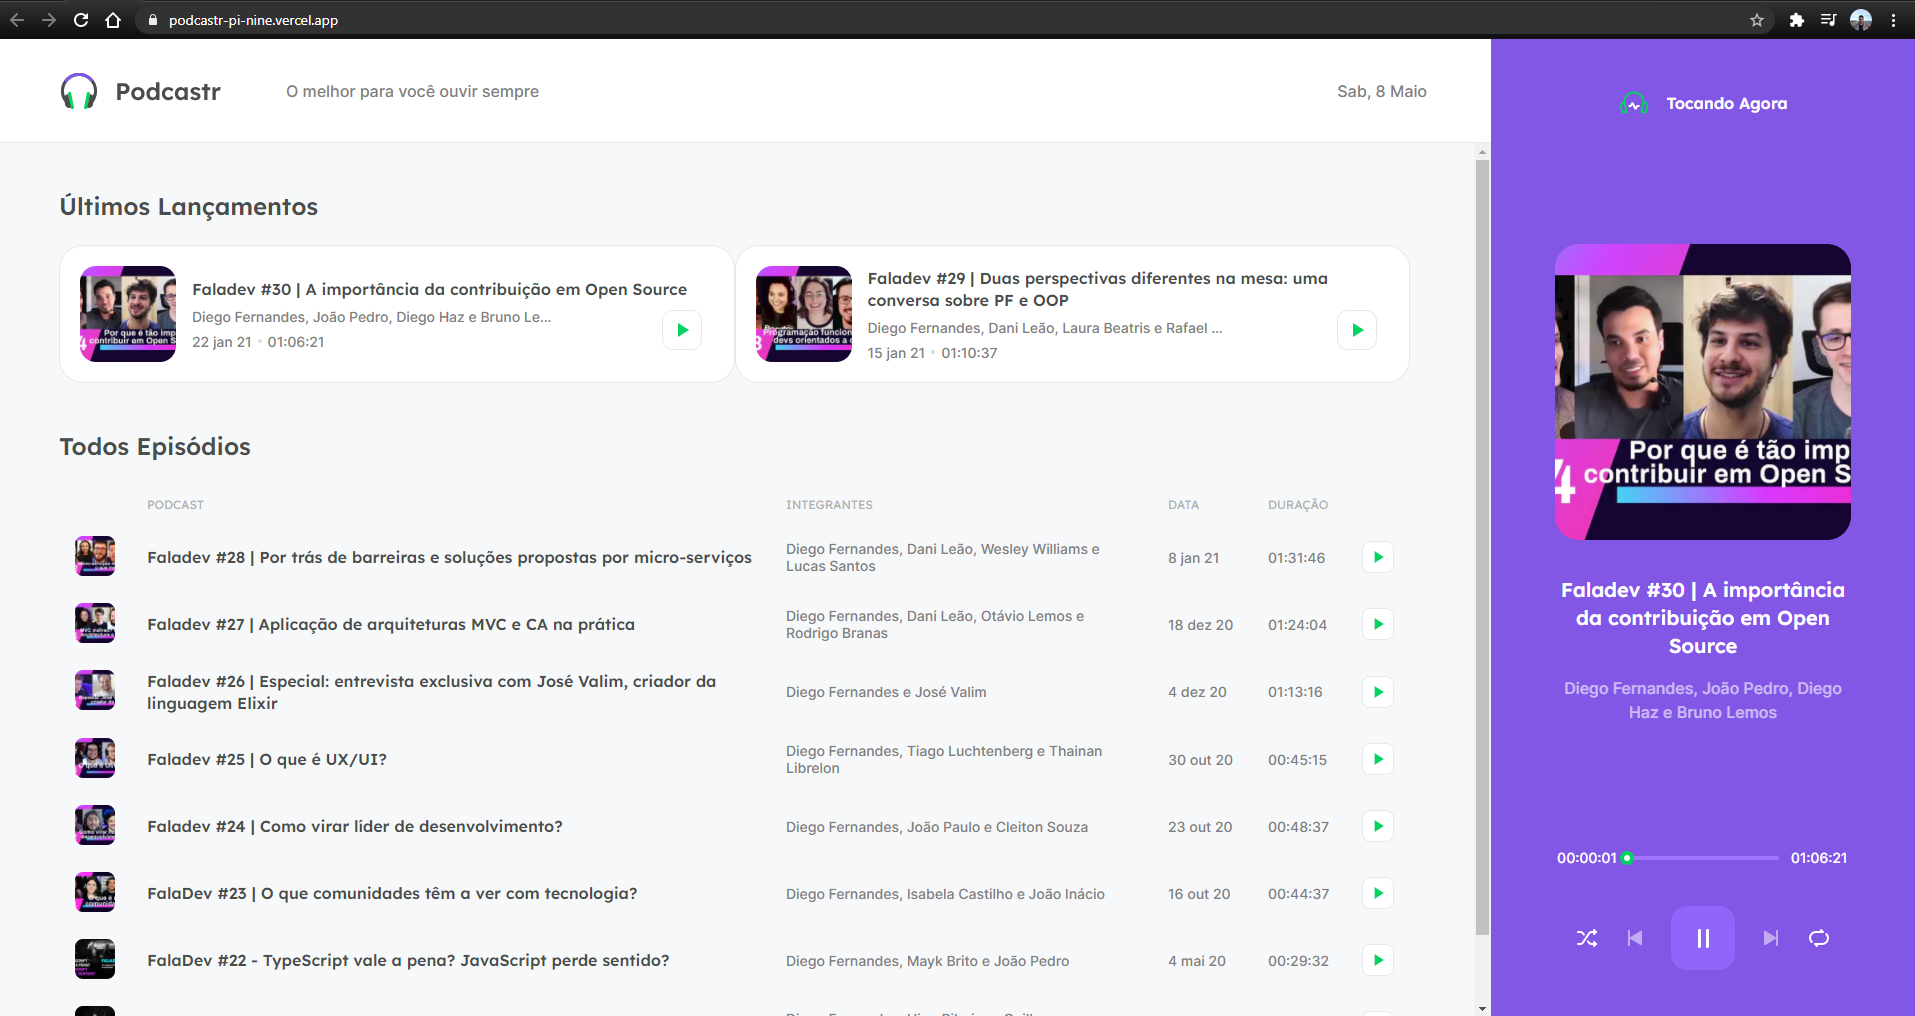 podcastr-pi-nine.vercel.app
Podcastr
O melhor para você ouvir sempre
Sab, 8 Maio
Últimos Lançamentos
Por que é tão imp
contribuir em Open S
Faladev #30 | A importância da contribuição em Open Source
Diego Fernandes, João Pedro, Diego Haz e Bruno Le...
22 jan 21 • 01:06:21
Programação funcion
devs orientados a o
Faladev #29 | Duas perspectivas diferentes na mesa: uma
conversa sobre PF e OOP
Diego Fernandes, Dani Leão, Laura Beatris e Rafael ...
15 jan 21 • 01:10:37
Todos Episódios
PODCAST INTEGRANTES DATA DURAÇÃO
Faladev #28 | Por trás de barreiras e soluções propostas por micro-serviços
Diego Fernandes, Dani Leão, Wesley Williams e
Lucas Santos
8 jan 21
01:31:46
Faladev #27 | Aplicação de arquiteturas MVC e CA na prática
Diego Fernandes, Dani Leão, Otávio Lemos e
Rodrigo Branas
18 dez 20
01:24:04
Faladev #26 | Especial: entrevista exclusiva com José Valim, criador da
linguagem Elixir
Diego Fernandes e José Valim
4 dez 20
01:13:16
Faladev #25 | O que é UX/UI?
Diego Fernandes, Tiago Luchtenberg e Thainan
Librelon
30 out 20
00:45:15
Faladev #24 | Como virar líder de desenvolvimento?
Diego Fernandes, João Paulo e Cleiton Souza
23 out 20
00:48:37
FalaDev #23 | O que comunidades têm a ver com tecnologia?
Diego Fernandes, Isabela Castilho e João Inácio
16 out 20
00:44:37
FalaDev #22 - TypeScript vale a pena? JavaScript perde sentido?
Diego Fernandes, Mayk Brito e João Pedro
4 mai 20
00:29:32
Tocando Agora
Por que é tão imp
4 contribuir em Open S
Faladev #30 | A importância
da contribuição em Open
Source
Diego Fernandes, João Pedro, Diego
Haz e Bruno Lemos
00:00:01
01:06:21